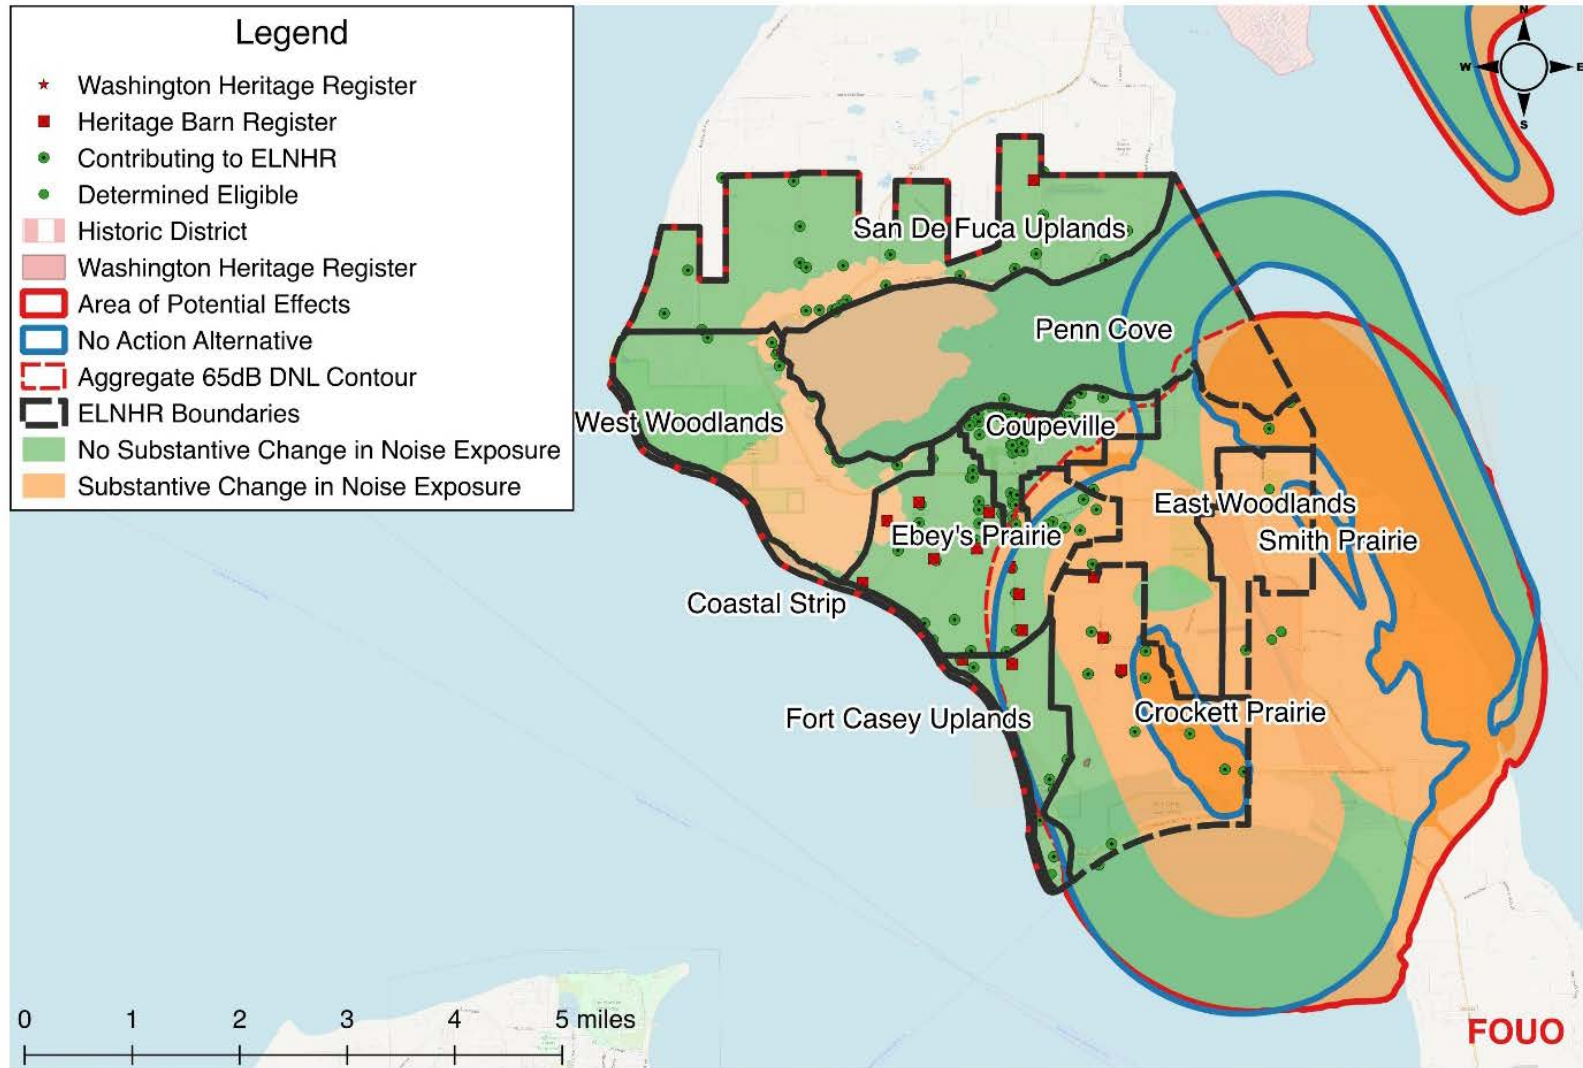 Legend
Washington Heritage Register
Heritage Barn Register
Contributing to ELNHR
Determined Eligible
Historic District
Washington Heritage Register
Area of Potential Effects
No Action Alternative
Aggregate 65dB DNL Contour
ELNHR Boundaries
No Substantive Change in Noise Exposure
Substantive Change in Noise Exposure
N
W
E
S
San De Fuca Uplands
Penn Cove
West Woodlands
Coupeville
East Woodlands
Ebey's Prairie
Smith Prairie
Coastal Strip
Fort Casey Uplands
Crockett Prairie
0 1 2 3 4 5 miles
FOUO